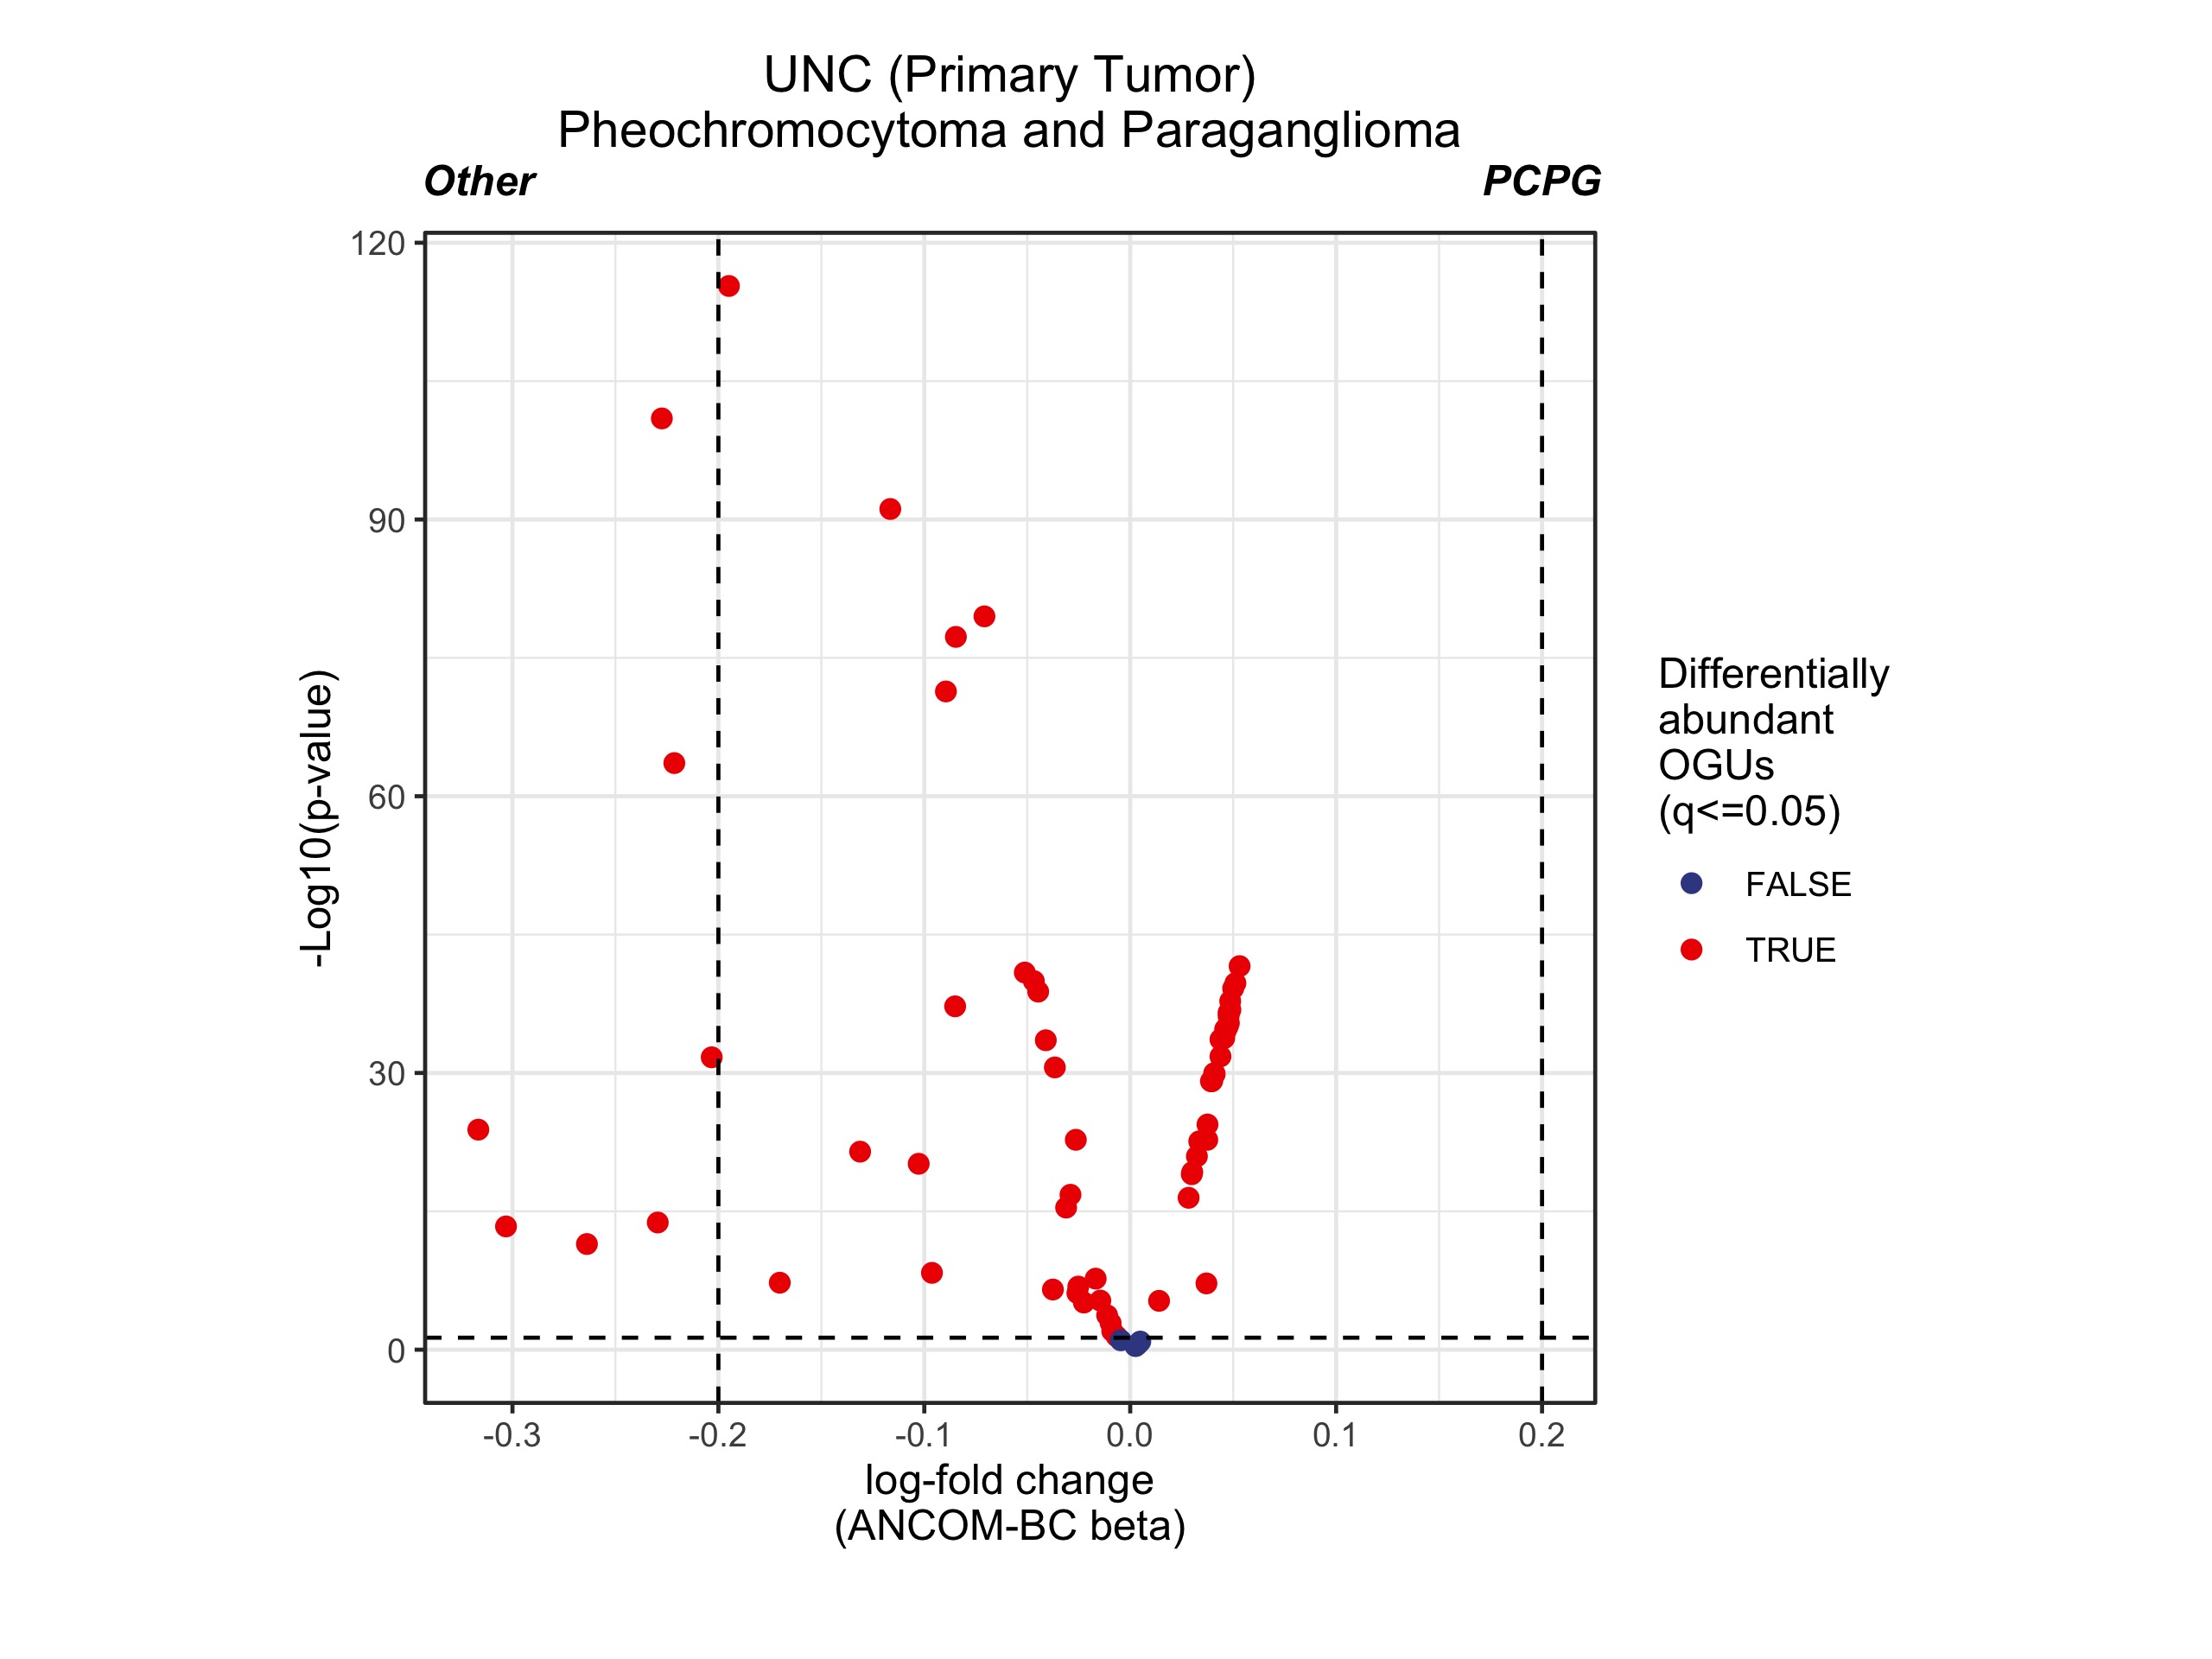 UNC (Primary Tumor)
Pheochromocytoma and Paraganglioma
Other
PCPG
120
90
60
30
0
-Log10(p-value)
-0.3
-0.2
-0.1
0.0
0.1
0.2
log-fold change
(ANCOM-BC beta)
Differentially
abundant
OGUs
(q<=0.05)
FALSE
TRUE